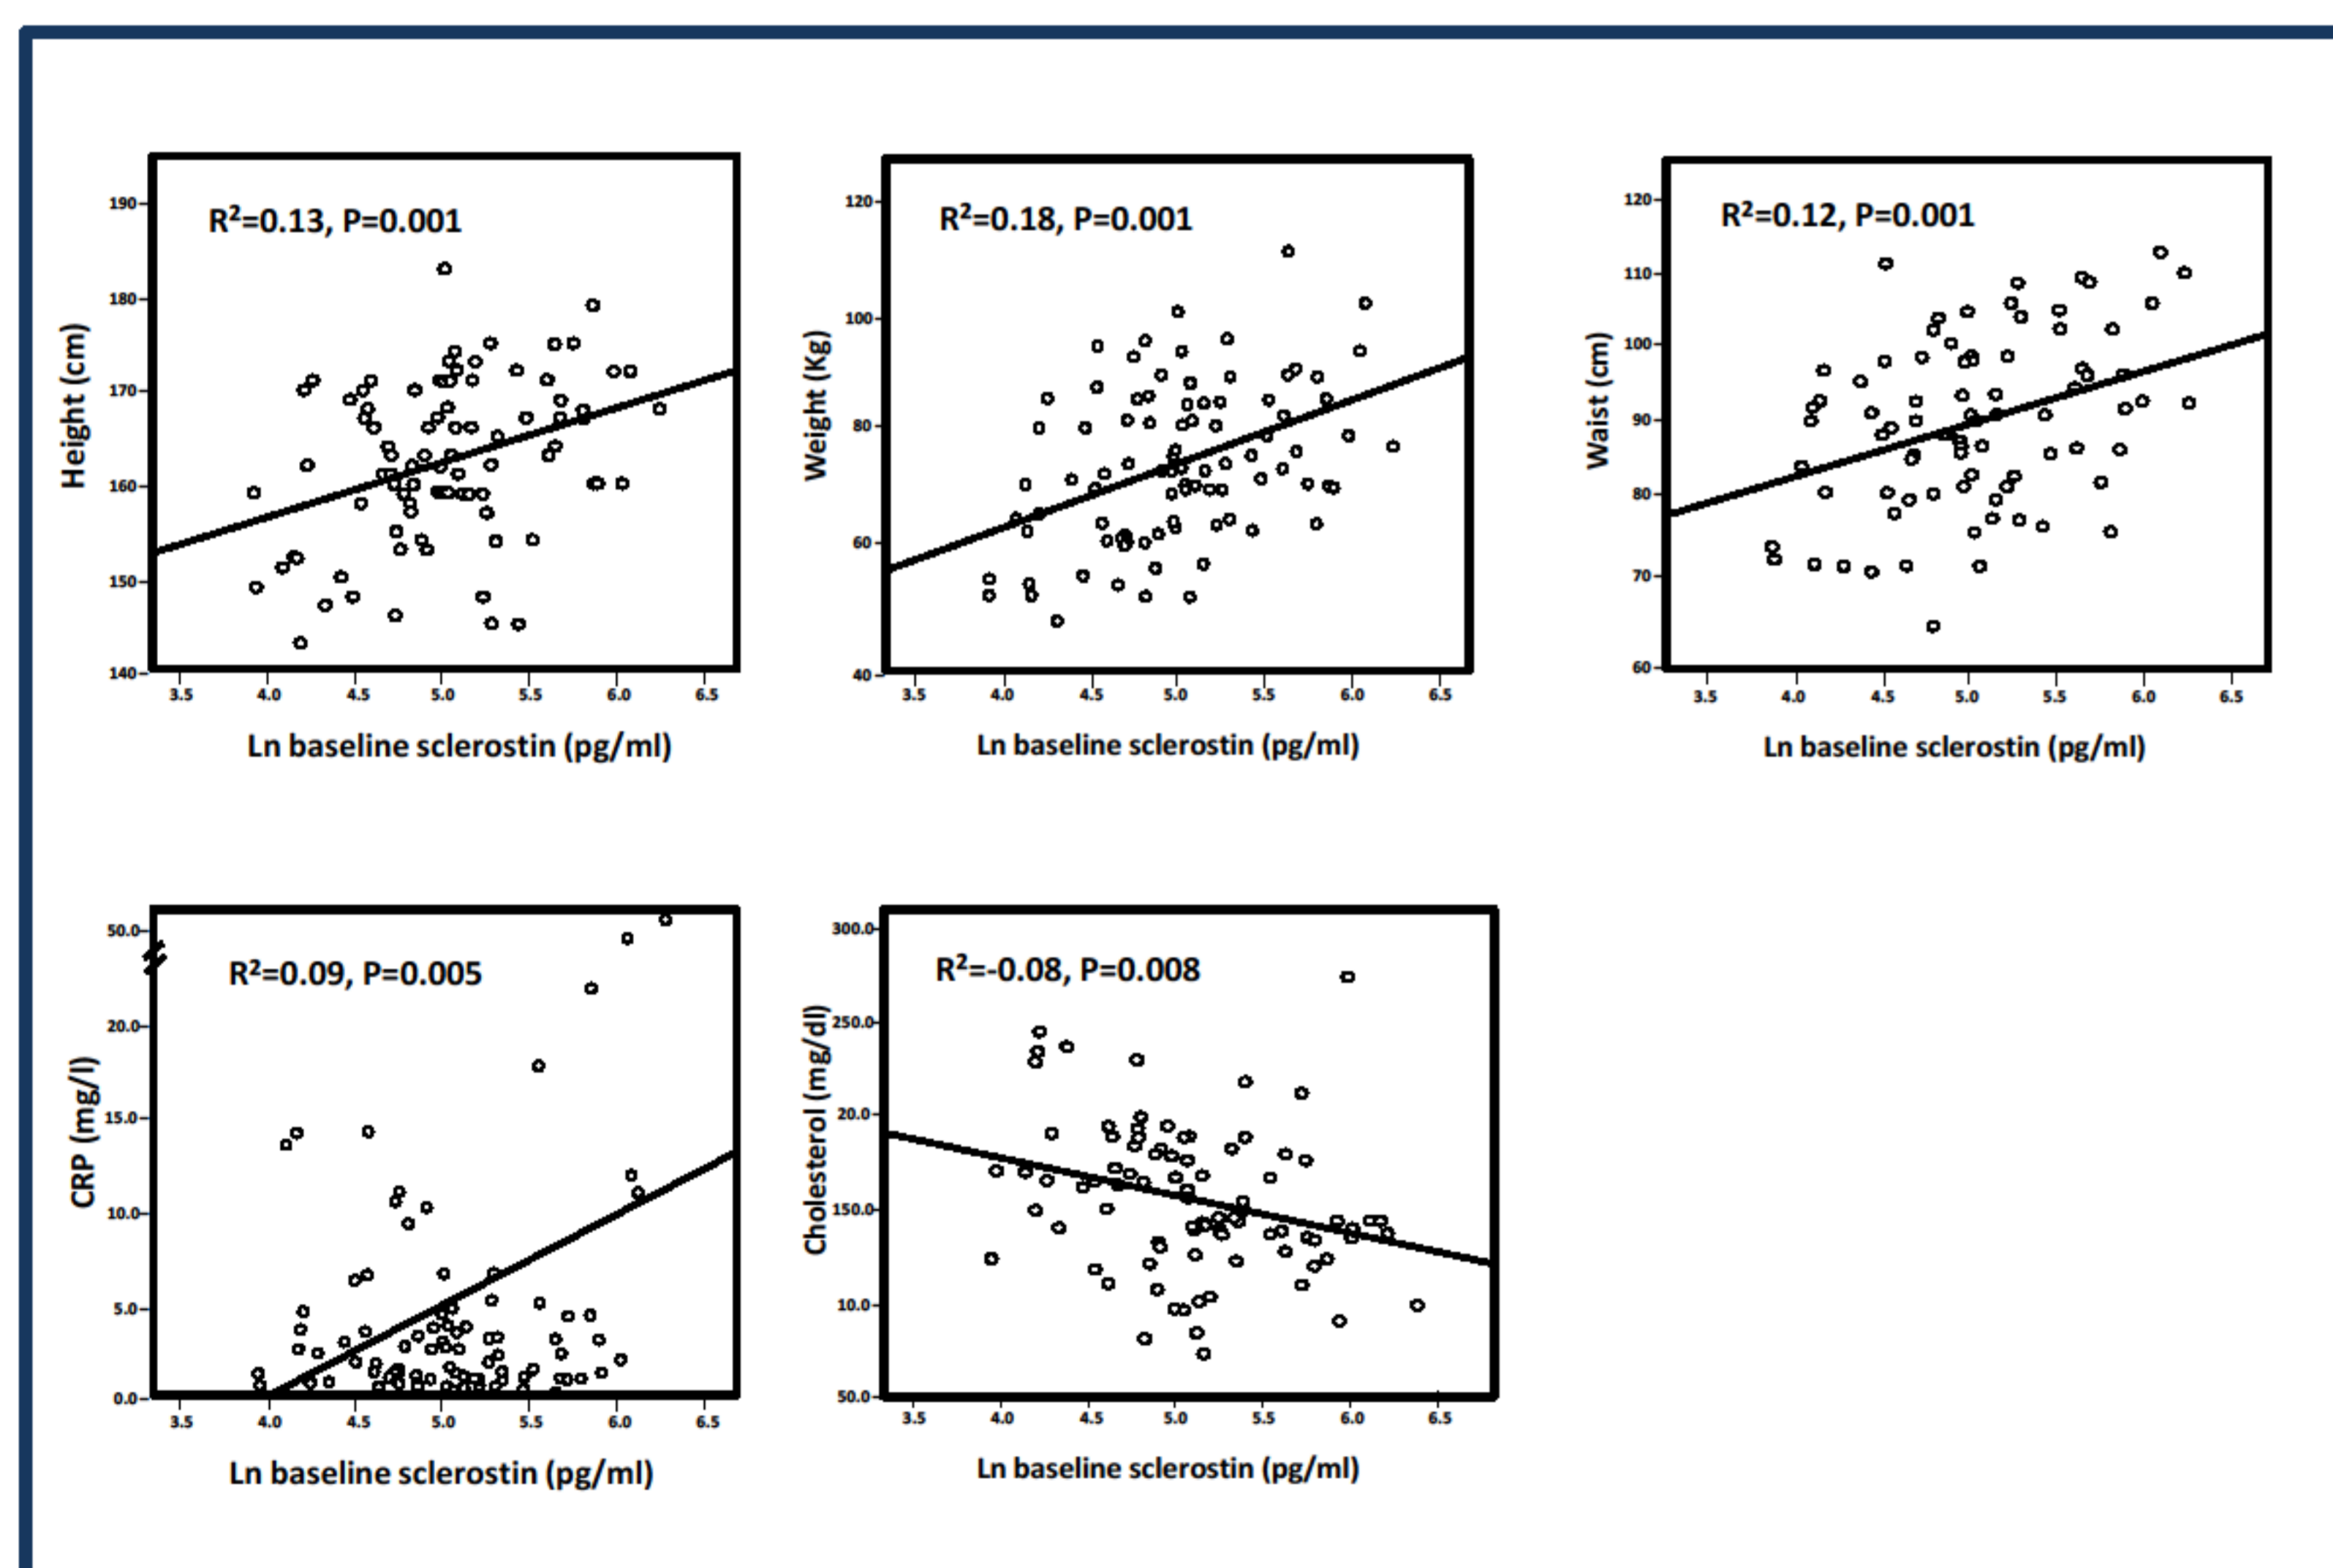 R²=0.13, P=0.001
Height (cm)
190
180
170
160
150
140
3.5 4.0 4.5 5.0 5.5 6.0 6.5
Ln baseline sclerostin (pg/ml)
R²=0.18, P=0.001
Weight (Kg)
120
100
80
60
40
3.5 4.0 4.5 5.0 5.5 6.0 6.5
Ln baseline sclerostin (pg/ml)
R²=0.12, P=0.001
Waist (cm)
120
110
100
90
80
70
60
3.5 4.0 4.5 5.0 5.5 6.0 6.5
Ln baseline sclerostin (pg/ml)
R²=0.09, P=0.005
CRP (mg/l)
50.0
20.0
15.0
10.0
5.0
0.0
3.5 4.0 4.5 5.0 5.5 6.0 6.5
Ln baseline sclerostin (pg/ml)
R²=-0.08, P=0.008
Cholesterol (mg/dl)
300.0
250.0
20.0
150.0
10.0
50.0
3.5 4.0 4.5 5.0 5.5 6.0 6.5
Ln baseline sclerostin (pg/ml)